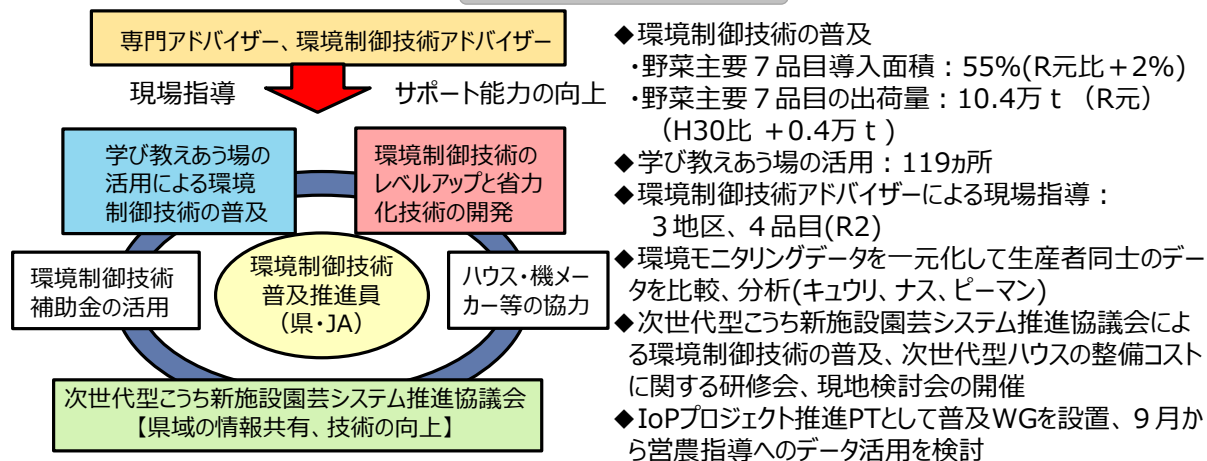 専門アドバイザー、環境制御技術アドバイザー
現場指導
サポート能力の向上
学び教えあう場の
活用による環境
制御技術の普及
環境制御技術の
レベルアップと省力
化技術の開発
環境制御技術
補助金の活用
環境制御技術
普及推進員
（県・JA）
ハウス・機メー
カー等の協力
次世代型こうち新施設園芸システム推進協議会
【県域の情報共有、技術の向上】
◆環境制御技術の普及
・野菜主要７品目導入面積：55%(R元比＋2%)
・野菜主要７品目の出荷量：10.4万ｔ（R元）
（H30比 ＋0.4万ｔ)
◆学び教えあう場の活用：119ヵ所
◆環境制御技術アドバイザーによる現場指導：
３地区、４品目(R2)
◆環境モニタリングデータを一元化して生産者同士のデー
タを比較、分析(キュウリ、ナス、ピーマン)
◆次世代型こうち新施設園芸システム推進協議会によ
る環境制御技術の普及、次世代型ハウスの整備コスト
に関する研修会、現地検討会の開催
◆IoPプロジェクト推進PTとして普及WGを設置、９月か
ら営農指導へのデータ活用を検討